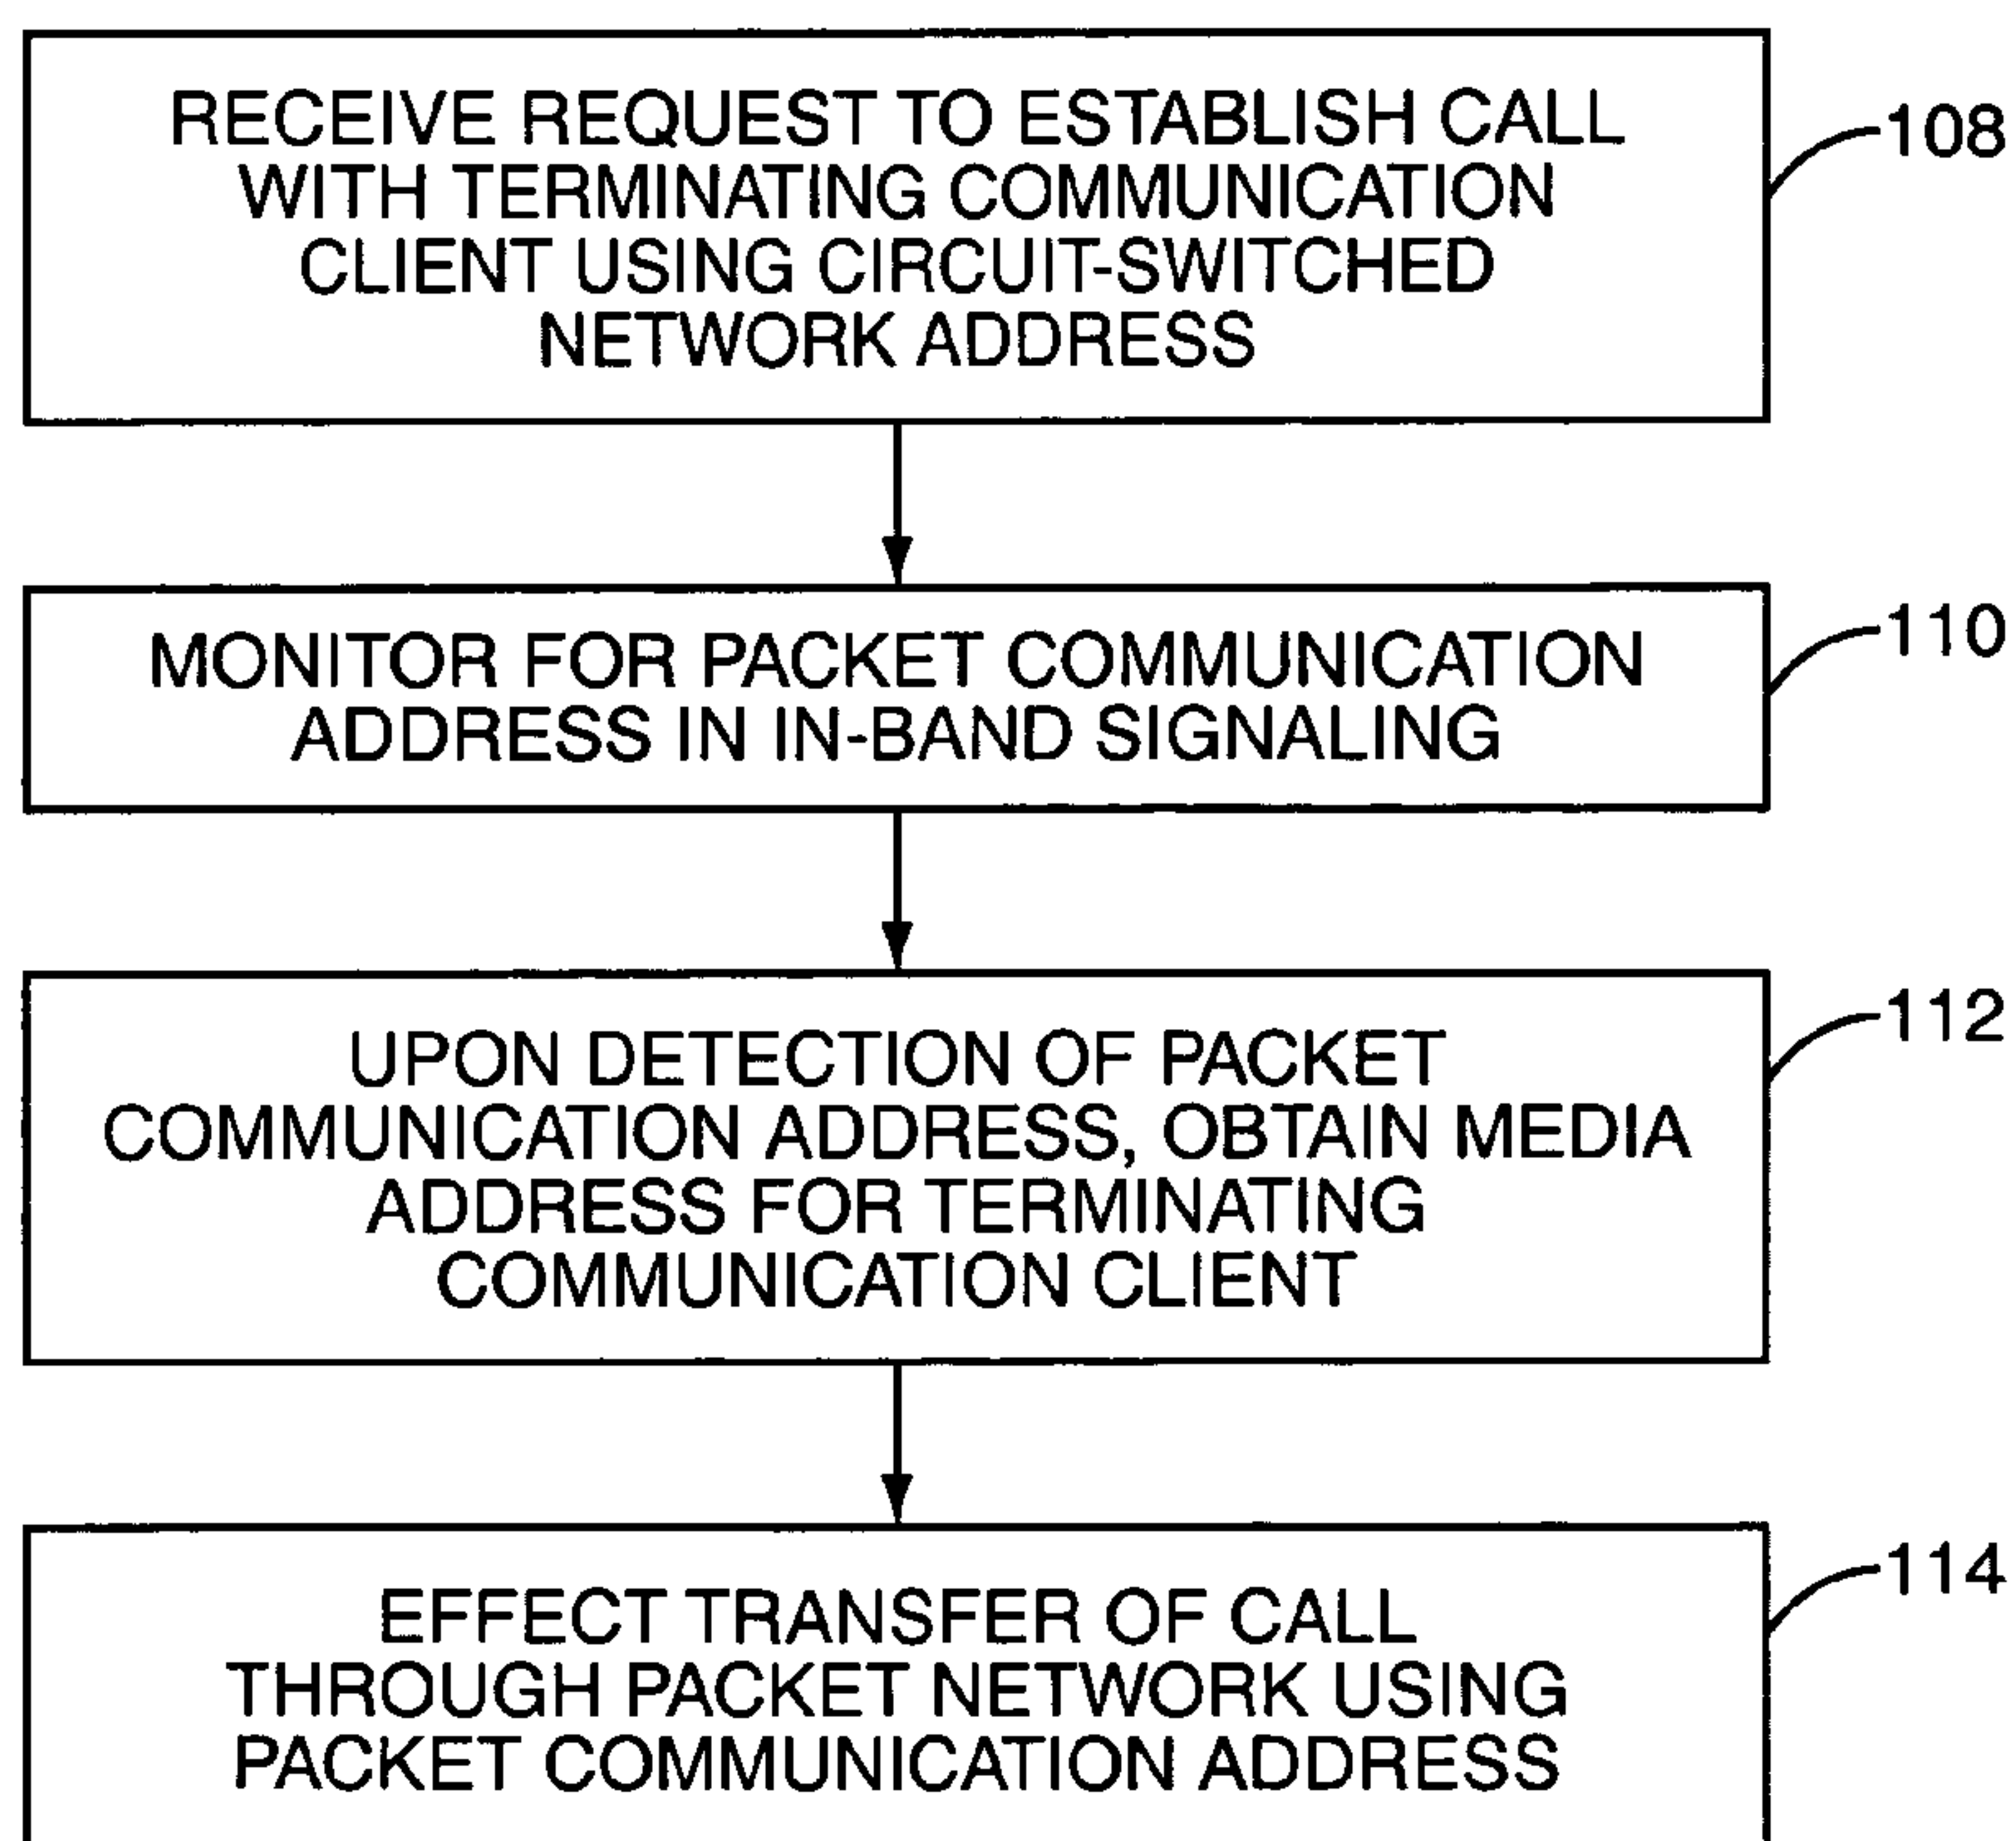 RECEIVE REQUEST TO ESTABLISH CALL
WITH TERMINATING COMMUNICATION
CLIENT USING CIRCUIT-SWITCHED
NETWORK ADDRESS
108
MONITOR FOR PACKET COMMUNICATION
ADDRESS IN IN-BAND SIGNALING
110
UPON DETECTION OF PACKET
COMMUNICATION ADDRESS, OBTAIN MEDIA
ADDRESS FOR TERMINATING
COMMUNICATION CLIENT
112
EFFECT TRANSFER OF CALL
THROUGH PACKET NETWORK USING
PACKET COMMUNICATION ADDRESS
114